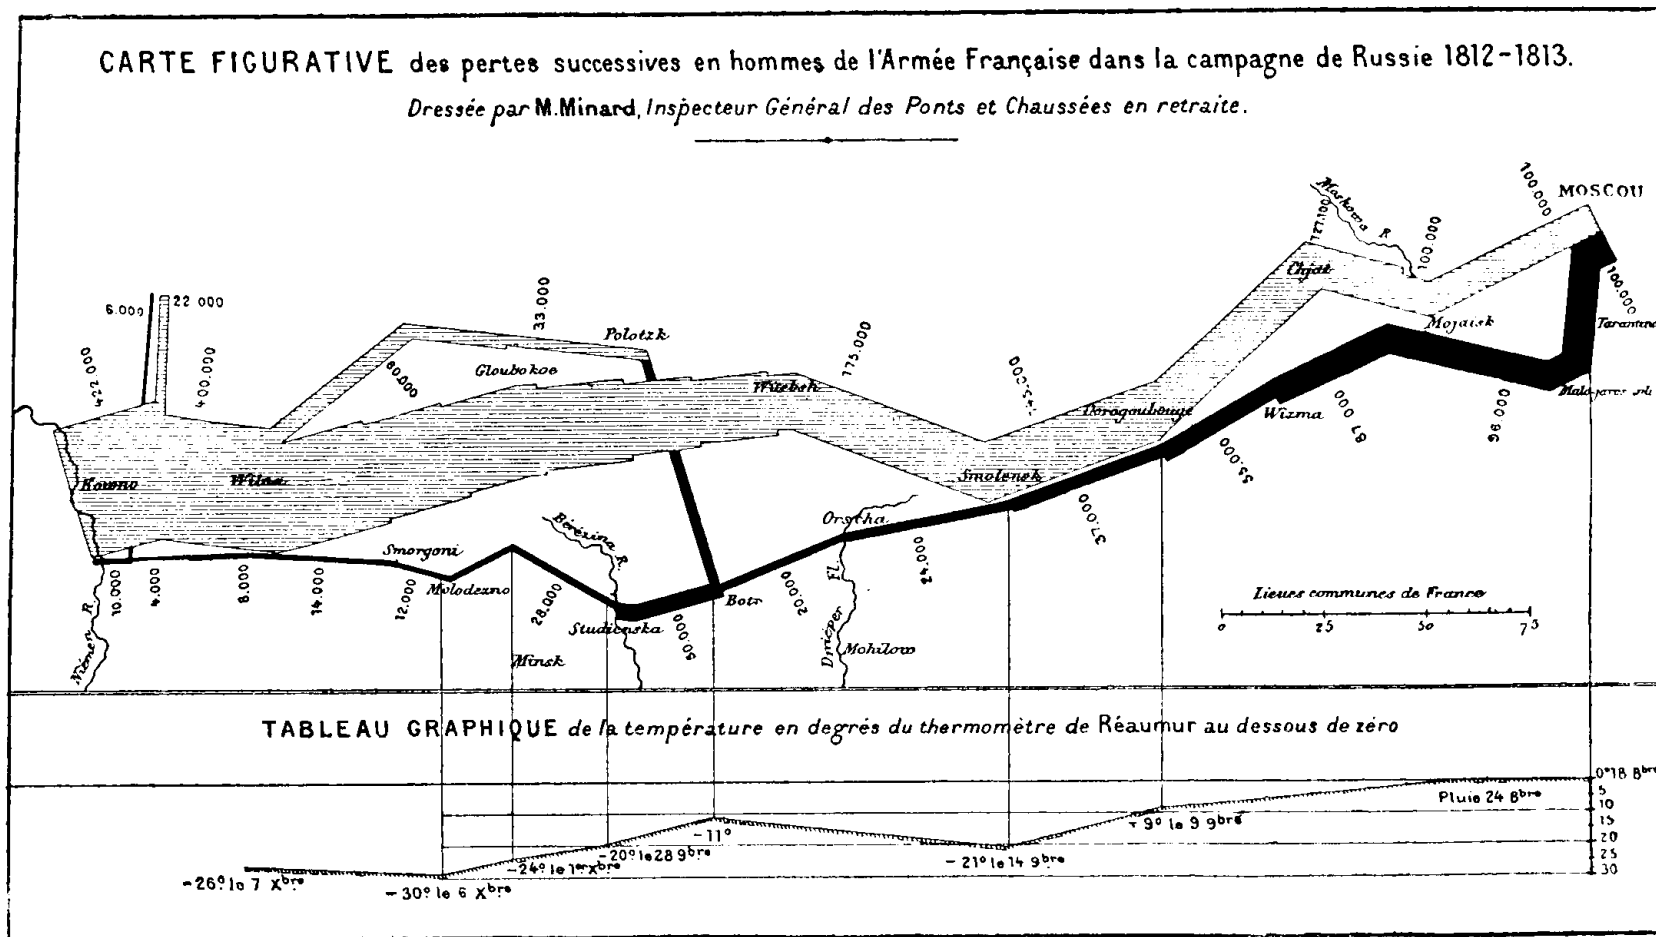 CARTE FIGURATIVE des pertes successives en hommes de l'Armée Française dans la campagne de Russie 1812-1813.
Dressée par M.Minard, Inspecteur Général des Ponts et Chaussées en retraite.
MOSCOU
100.000
Moskowa R
127.100
100.000
Chjat
100.000
Tarantino
Mojaisk
6.000
22 000
33.000
Polotzk
Gloubokoe
60.000
422.000
400.000
175.000
Witebsk
145.000
Dorogoubouge
Wizma
87 000
96.000
55.000
Kowno
Wilna
Smolensk
Orscha
37.000
24.000
Bérézina R.
Smorgoni
Molodezno
10.000
4.000
8.000
14.000
12.000
28.000
Studienska
50.000
Botr
20.000
Dniéper Fl.
Mohilow
Minsk
Niémen R.
Lieues communes de France
0 25 50 75
TABLEAU GRAPHIQUE de la température en degrés du thermomètre de Réaumur au dessous de zéro
0° 18 8bre
5
10
15
20
25
30
Pluie 24 8bre
- 9° le 9 9bre
-21° le 14 9bre
-11°
-20° le 28 9bre
-24° le 1er Xbre
-30° le 6 Xbre
-26° le 7 Xbre